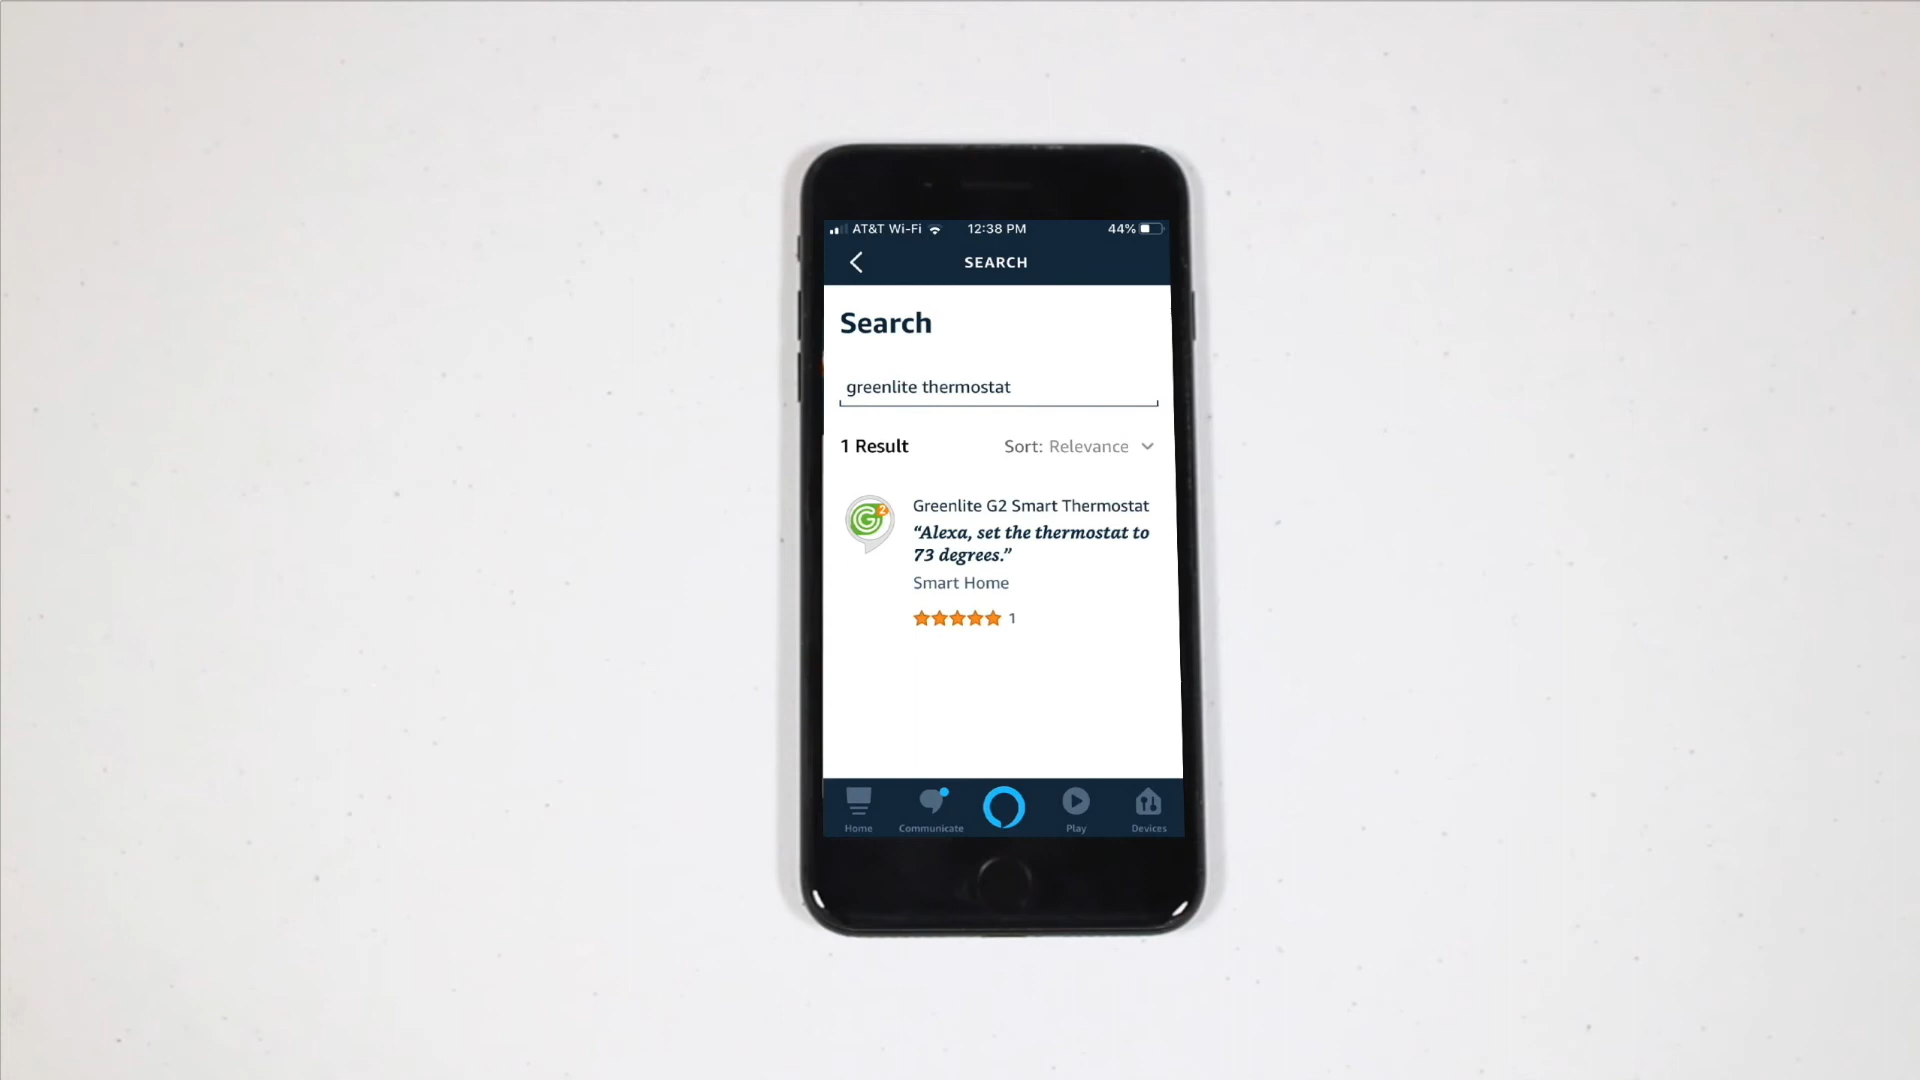 AT&T Wi-Fi 12:38 PM 44%
SEARCH
Search
greenlite thermostat
1 Result Sort: Relevance
G2
Greenlite G2 Smart Thermostat
“Alexa, set the thermostat to
73 degrees.”
Smart Home
1
Home Communicate Play Devices